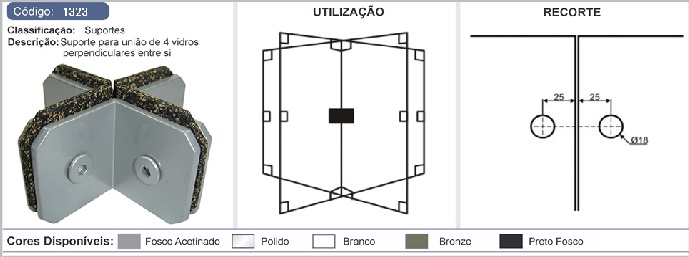 Código: 1323
Classificação: Suportes
Descrição: Suporte para união de 4 vidros
perpendiculares entre si
UTILIZAÇÃO
RECORTE
25 25
Ø18
Cores Disponíveis: Fosco Acetinado Polido Branco Bronze Preto Fosco